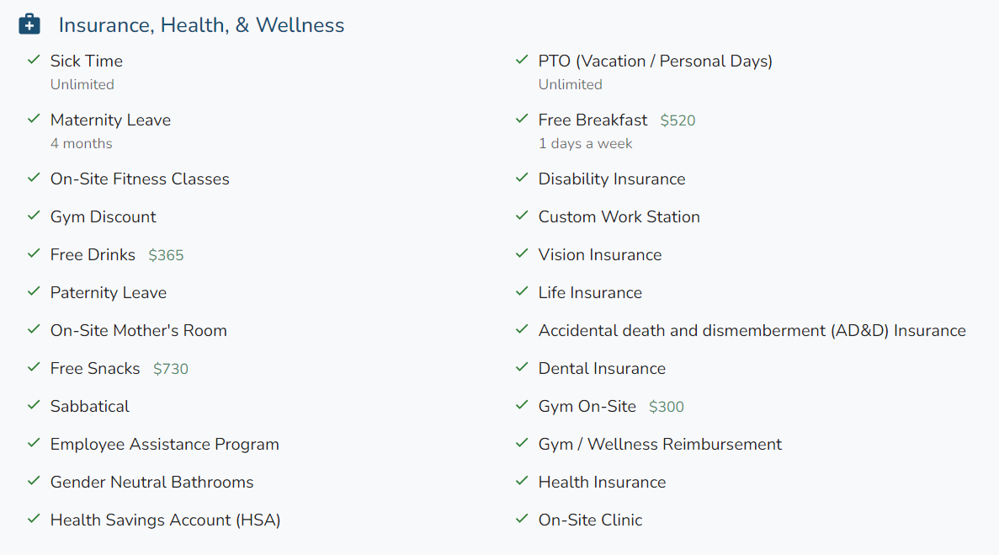 Insurance, Health, & Wellness
Sick Time
Unlimited
Maternity Leave
4 months
On-Site Fitness Classes
Gym Discount
Free Drinks $365
Paternity Leave
On-Site Mother's Room
Free Snacks $730
Sabbatical
Employee Assistance Program
Gender Neutral Bathrooms
Health Savings Account (HSA)
PTO (Vacation / Personal Days)
Unlimited
Free Breakfast $520
1 days a week
Disability Insurance
Custom Work Station
Vision Insurance
Life Insurance
Accidental death and dismemberment (AD&D) Insurance
Dental Insurance
Gym On-Site $300
Gym / Wellness Reimbursement
Health Insurance
On-Site Clinic